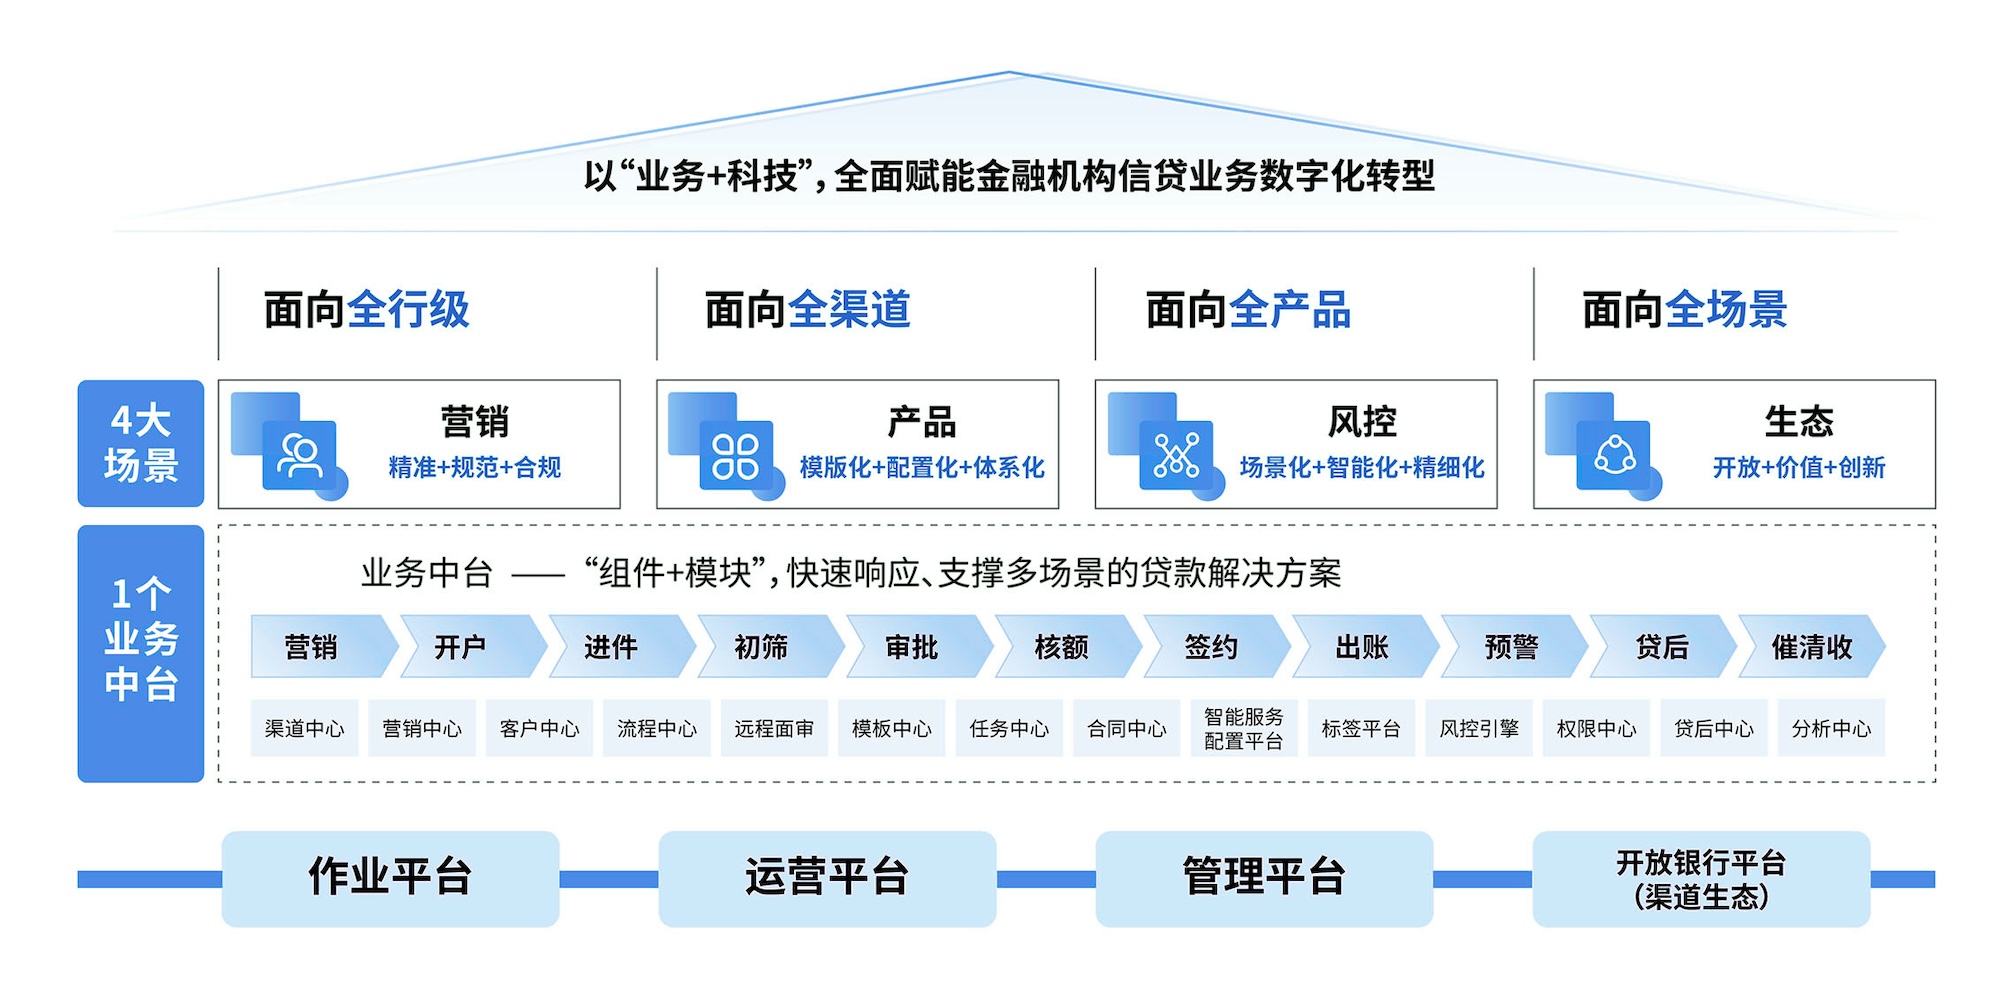 以“业务+科技”，全面赋能金融机构信贷业务数字化转型
面向全行级
面向全渠道
面向全产品
面向全场景
4大
场景
营销
精准+规范+合规
产品
模版化+配置化+体系化
风控
场景化+智能化+精细化
生态
开放+价值+创新
1个
业务
中台
业务中台 —— “组件+模块”，快速响应、支撑多场景的贷款解决方案
营销
开户
进件
初筛
审批
核额
签约
出账
预警
贷后
催清收
渠道中心
营销中心
客户中心
流程中心
远程面审
模板中心
任务中心
合同中心
智能服务
配置平台
标签平台
风控引擎
权限中心
贷后中心
分析中心
作业平台
运营平台
管理平台
开放银行平台
（渠道生态）